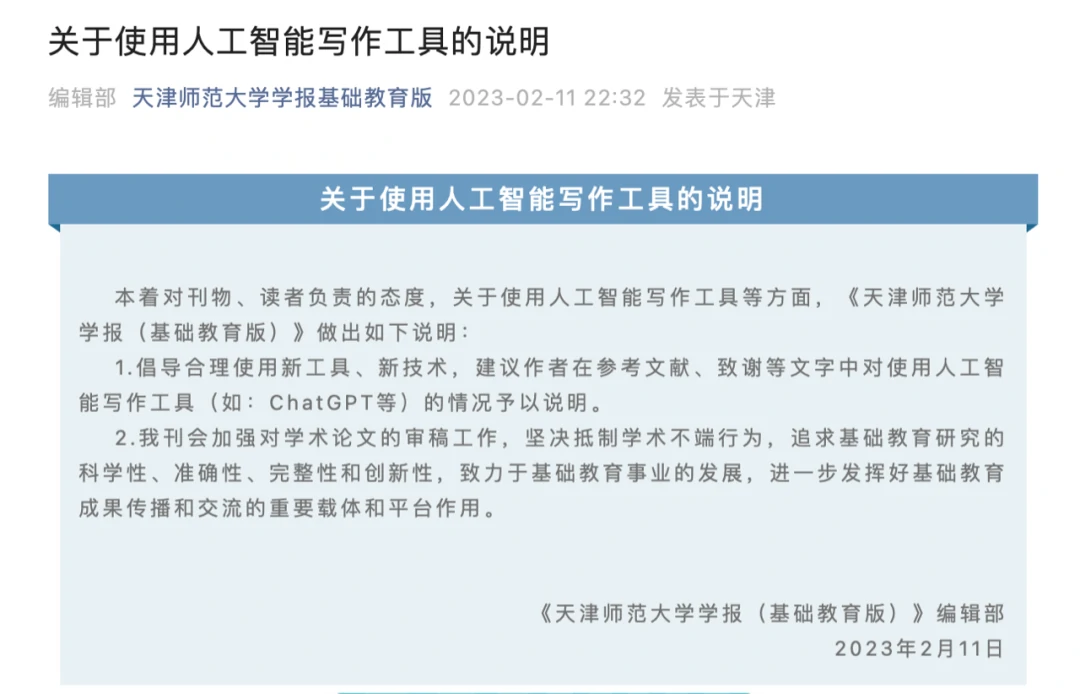 关于使用人工智能写作工具的说明
编辑部 天津师范大学学报基础教育版 2023-02-11 22:32 发表于天津
关于使用人工智能写作工具的说明
本着对刊物、读者负责的态度，关于使用人工智能写作工具等方面，《天津师范大学
学报（基础教育版）》做出如下说明：
1.倡导合理使用新工具、新技术，建议作者在参考文献、致谢等文字中对使用人工智
能写作工具（如：ChatGPT等）的情况予以说明。
2.我刊会加强对学术论文的审稿工作，坚决抵制学术不端行为，追求基础教育研究的
科学性、准确性、完整性和创新性，致力于基础教育事业的发展，进一步发挥好基础教育
成果传播和交流的重要载体和平台作用。
《天津师范大学学报（基础教育版）》编辑部
2023年2月11日